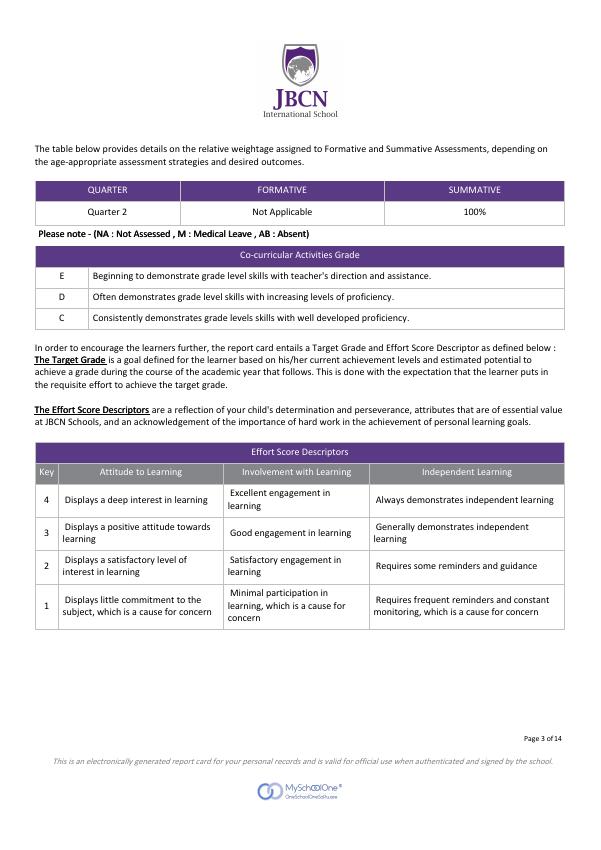 JBCN
International School
The table below provides details on the relative weightage assigned to Formative and Summative Assessments, depending on
the age-appropriate assessment strategies and desired outcomes.
QUARTER FORMATIVE SUMMATIVE
Quarter 2 Not Applicable 100%
Please note - (NA : Not Assessed , M : Medical Leave , AB : Absent)
Co-curricular Activities Grade
E Beginning to demonstrate grade level skills with teacher's direction and assistance.
D Often demonstrates grade level skills with increasing levels of proficiency.
C Consistently demonstrates grade levels skills with well developed proficiency.
In order to encourage the learners further, the report card entails a Target Grade and Effort Score Descriptor as defined below :
The Target Grade is a goal defined for the learner based on his/her current achievement levels and estimated potential to
achieve a grade during the course of the academic year that follows. This is done with the expectation that the learner puts in
the requisite effort to achieve the target grade.
The Effort Score Descriptors are a reflection of your child's determination and perseverance, attributes that are of essential value
at JBCN Schools, and an acknowledgement of the importance of hard work in the achievement of personal learning goals.
Effort Score Descriptors
Key Attitude to Learning Involvement with Learning Independent Learning
4 Displays a deep interest in learning Excellent engagement in
learning Always demonstrates independent learning
3 Displays a positive attitude towards
learning Good engagement in learning Generally demonstrates independent
learning
2 Displays a satisfactory level of
interest in learning Satisfactory engagement in
learning Requires some reminders and guidance
1 Displays little commitment to the
subject, which is a cause for concern Minimal participation in
learning, which is a cause for
concern Requires frequent reminders and constant
monitoring, which is a cause for concern
Page 3 of 14
This is an electronically generated report card for your personal records and is valid for official use when authenticated and signed by the school.
MySchoolOne®